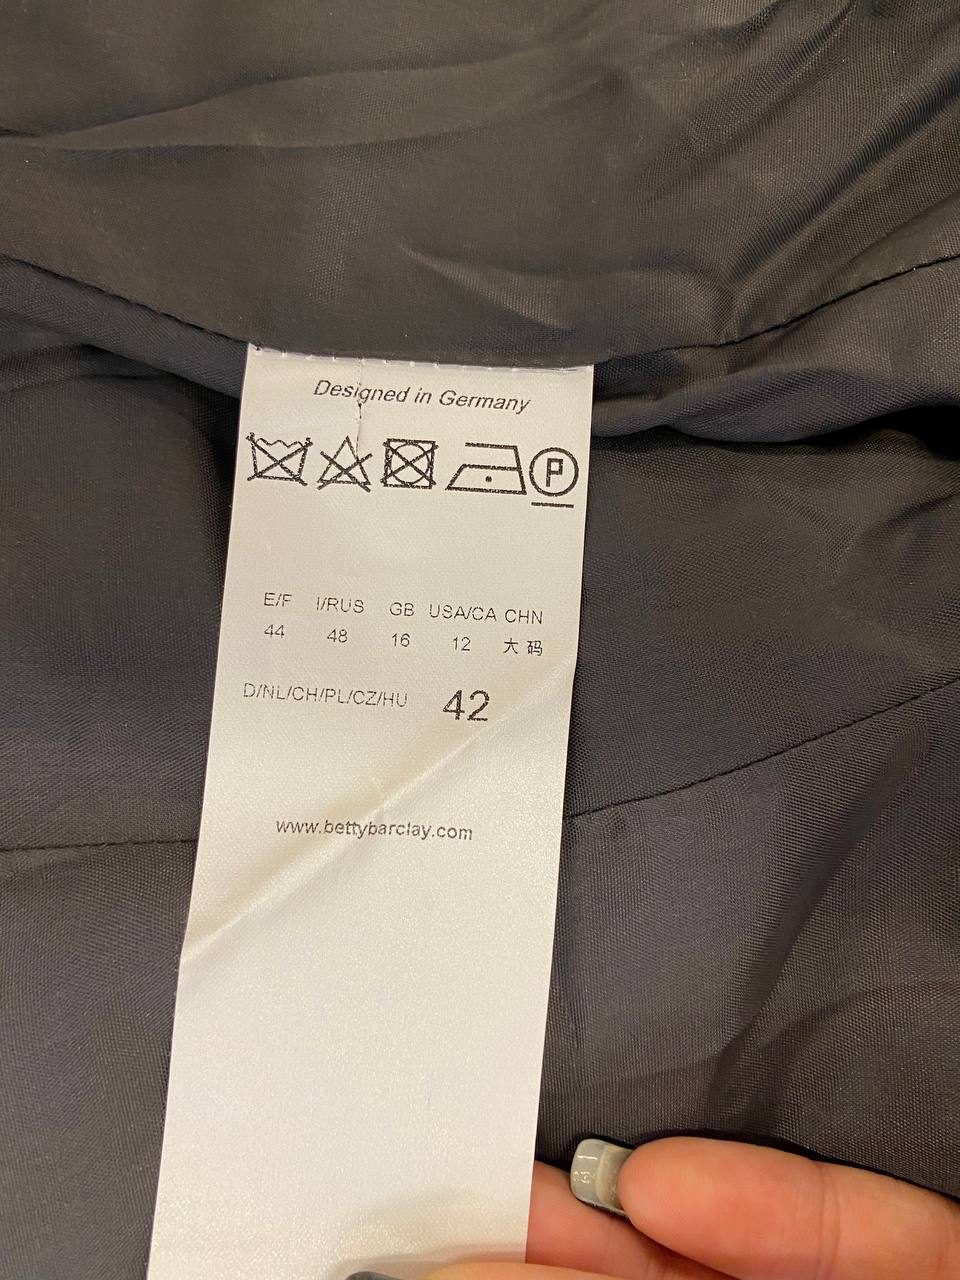 Designed in Germany
P
E/F I/RUS GB USA/CA CHN
44 48 16 12 大码
D/NL/CH/PL/CZ/HU 42
www.bettybarclay.com